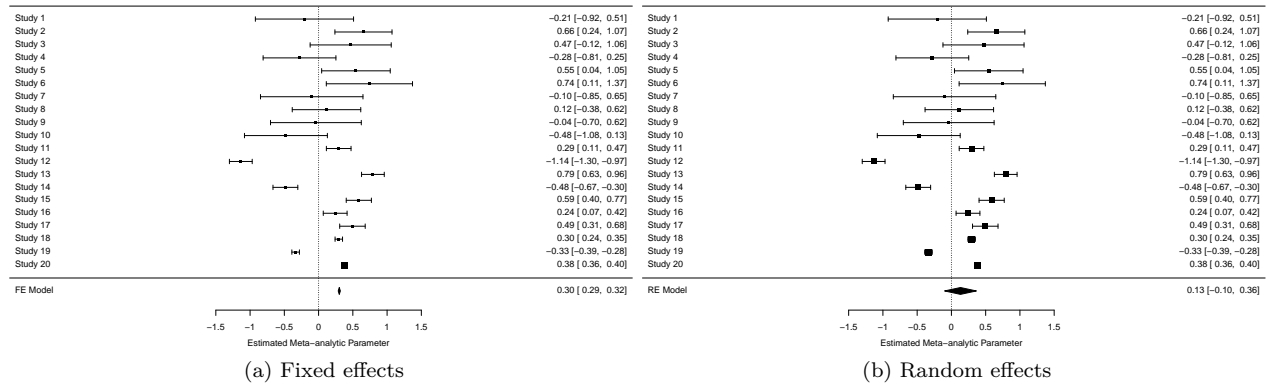 Study 1 −0.21 [−0.92, 0.51]
Study 2 0.66 [ 0.24, 1.07]
Study 3 0.47 [−0.12, 1.06]
Study 4 −0.28 [−0.81, 0.25]
Study 5 0.55 [ 0.04, 1.05]
Study 6 0.74 [ 0.11, 1.37]
Study 7 −0.10 [−0.85, 0.65]
Study 8 0.12 [−0.38, 0.62]
Study 9 −0.04 [−0.70, 0.62]
Study 10 −0.48 [−1.08, 0.13]
Study 11 0.29 [ 0.11, 0.47]
Study 12 −1.14 [−1.30, −0.97]
Study 13 0.79 [ 0.63, 0.96]
Study 14 −0.48 [−0.67, −0.30]
Study 15 0.59 [ 0.40, 0.77]
Study 16 0.24 [ 0.07, 0.42]
Study 17 0.49 [ 0.31, 0.68]
Study 18 0.30 [ 0.24, 0.35]
Study 19 −0.33 [−0.39, −0.28]
Study 20 0.38 [ 0.36, 0.40]
FE Model 0.30 [ 0.29, 0.32]
−1.5 −1 −0.5 0 0.5 1 1.5
Estimated Meta−analytic Parameter
(a) Fixed effects
Study 1 −0.21 [−0.92, 0.51]
Study 2 0.66 [ 0.24, 1.07]
Study 3 0.47 [−0.12, 1.06]
Study 4 −0.28 [−0.81, 0.25]
Study 5 0.55 [ 0.04, 1.05]
Study 6 0.74 [ 0.11, 1.37]
Study 7 −0.10 [−0.85, 0.65]
Study 8 0.12 [−0.38, 0.62]
Study 9 −0.04 [−0.70, 0.62]
Study 10 −0.48 [−1.08, 0.13]
Study 11 0.29 [ 0.11, 0.47]
Study 12 −1.14 [−1.30, −0.97]
Study 13 0.79 [ 0.63, 0.96]
Study 14 −0.48 [−0.67, −0.30]
Study 15 0.59 [ 0.40, 0.77]
Study 16 0.24 [ 0.07, 0.42]
Study 17 0.49 [ 0.31, 0.68]
Study 18 0.30 [ 0.24, 0.35]
Study 19 −0.33 [−0.39, −0.28]
Study 20 0.38 [ 0.36, 0.40]
RE Model 0.13 [−0.10, 0.36]
−1.5 −1 −0.5 0 0.5 1 1.5
Estimated Meta−analytic Parameter
(b) Random effects